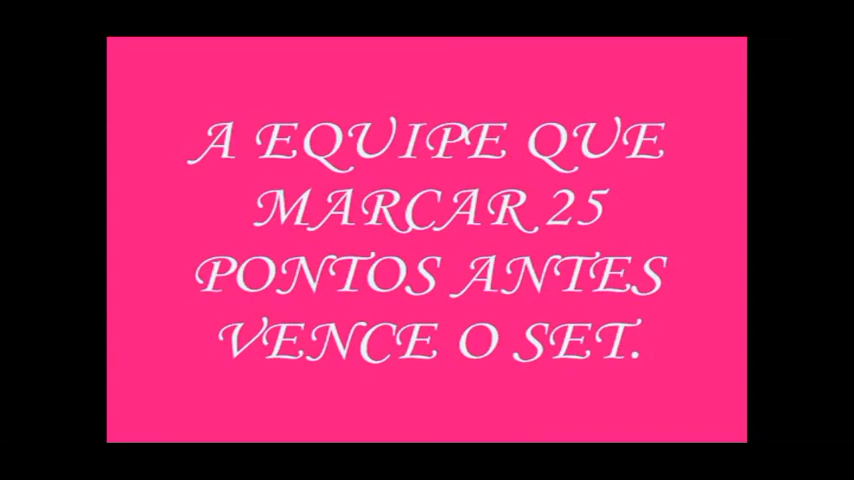 A EQUIPE QUE
MARCAR 25
PONTOS ANTES
VENCE O SET.